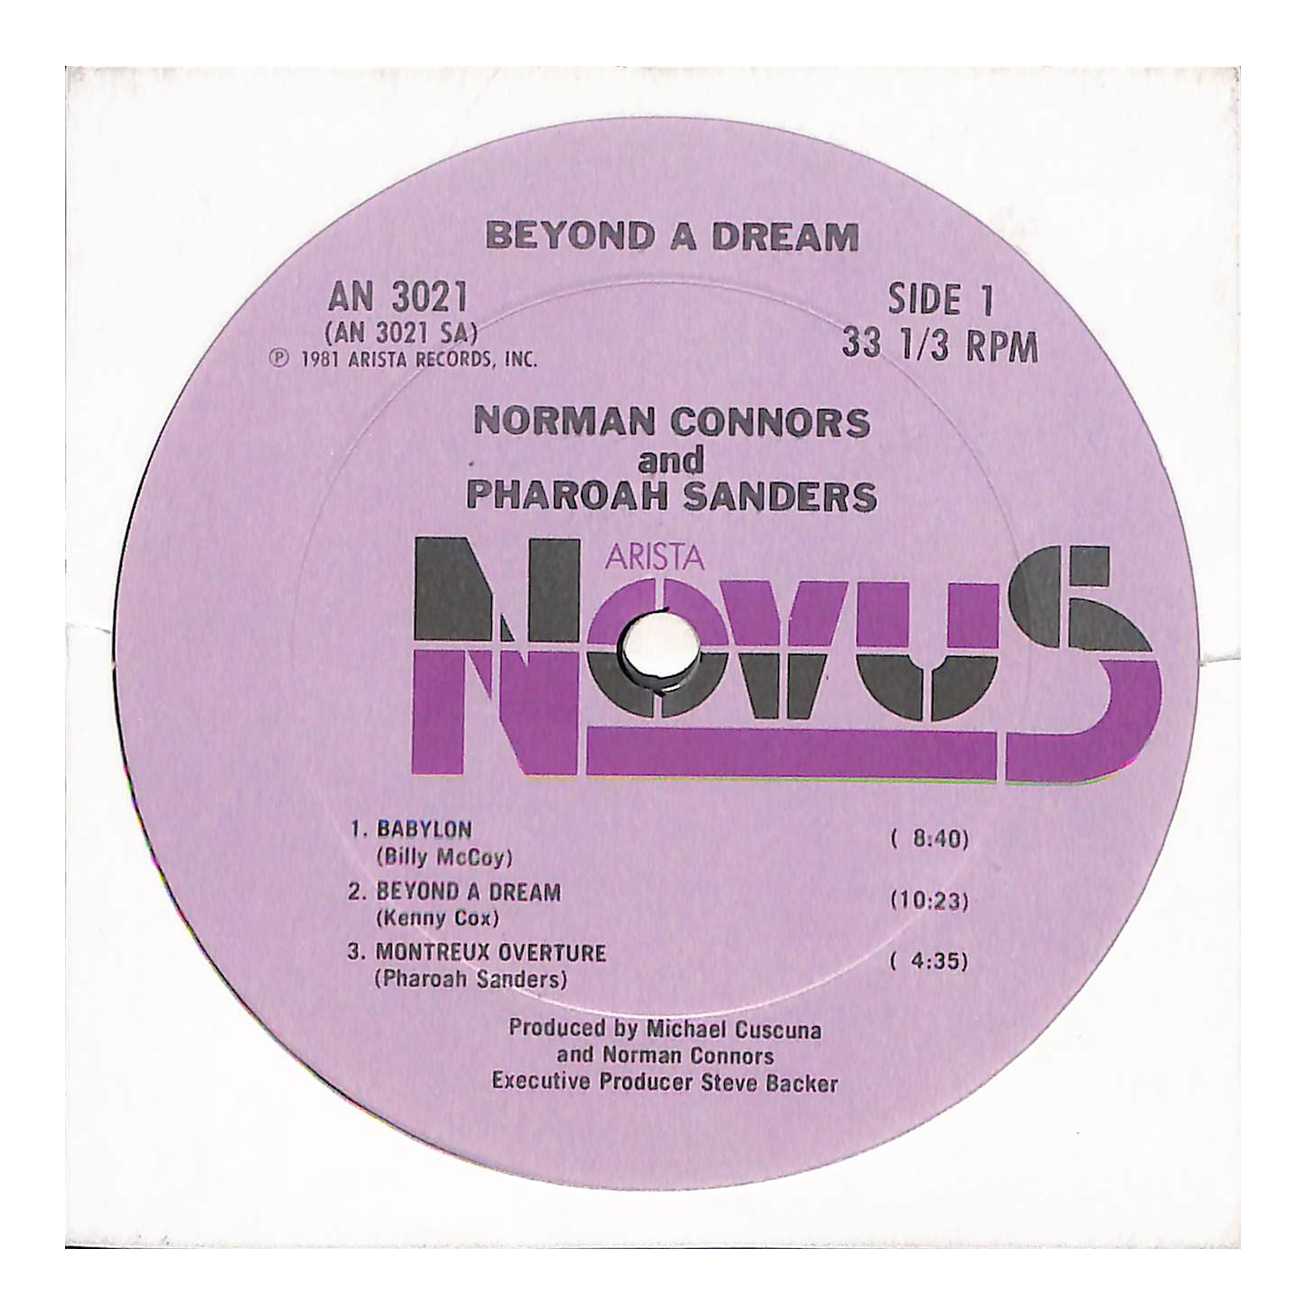 BEYOND A DREAM
AN 3021
(AN 3021 SA)
℗ 1981 ARISTA RECORDS, INC.
SIDE 1
33 1/3 RPM
NORMAN CONNORS
and
PHAROAH SANDERS
ARISTA
NOVUS
1. BABYLON ( 8:40)
(Billy McCoy)
2. BEYOND A DREAM (10:23)
(Kenny Cox)
3. MONTREUX OVERTURE ( 4:35)
(Pharoah Sanders)
Produced by Michael Cuscuna
and Norman Connors
Executive Producer Steve Backer